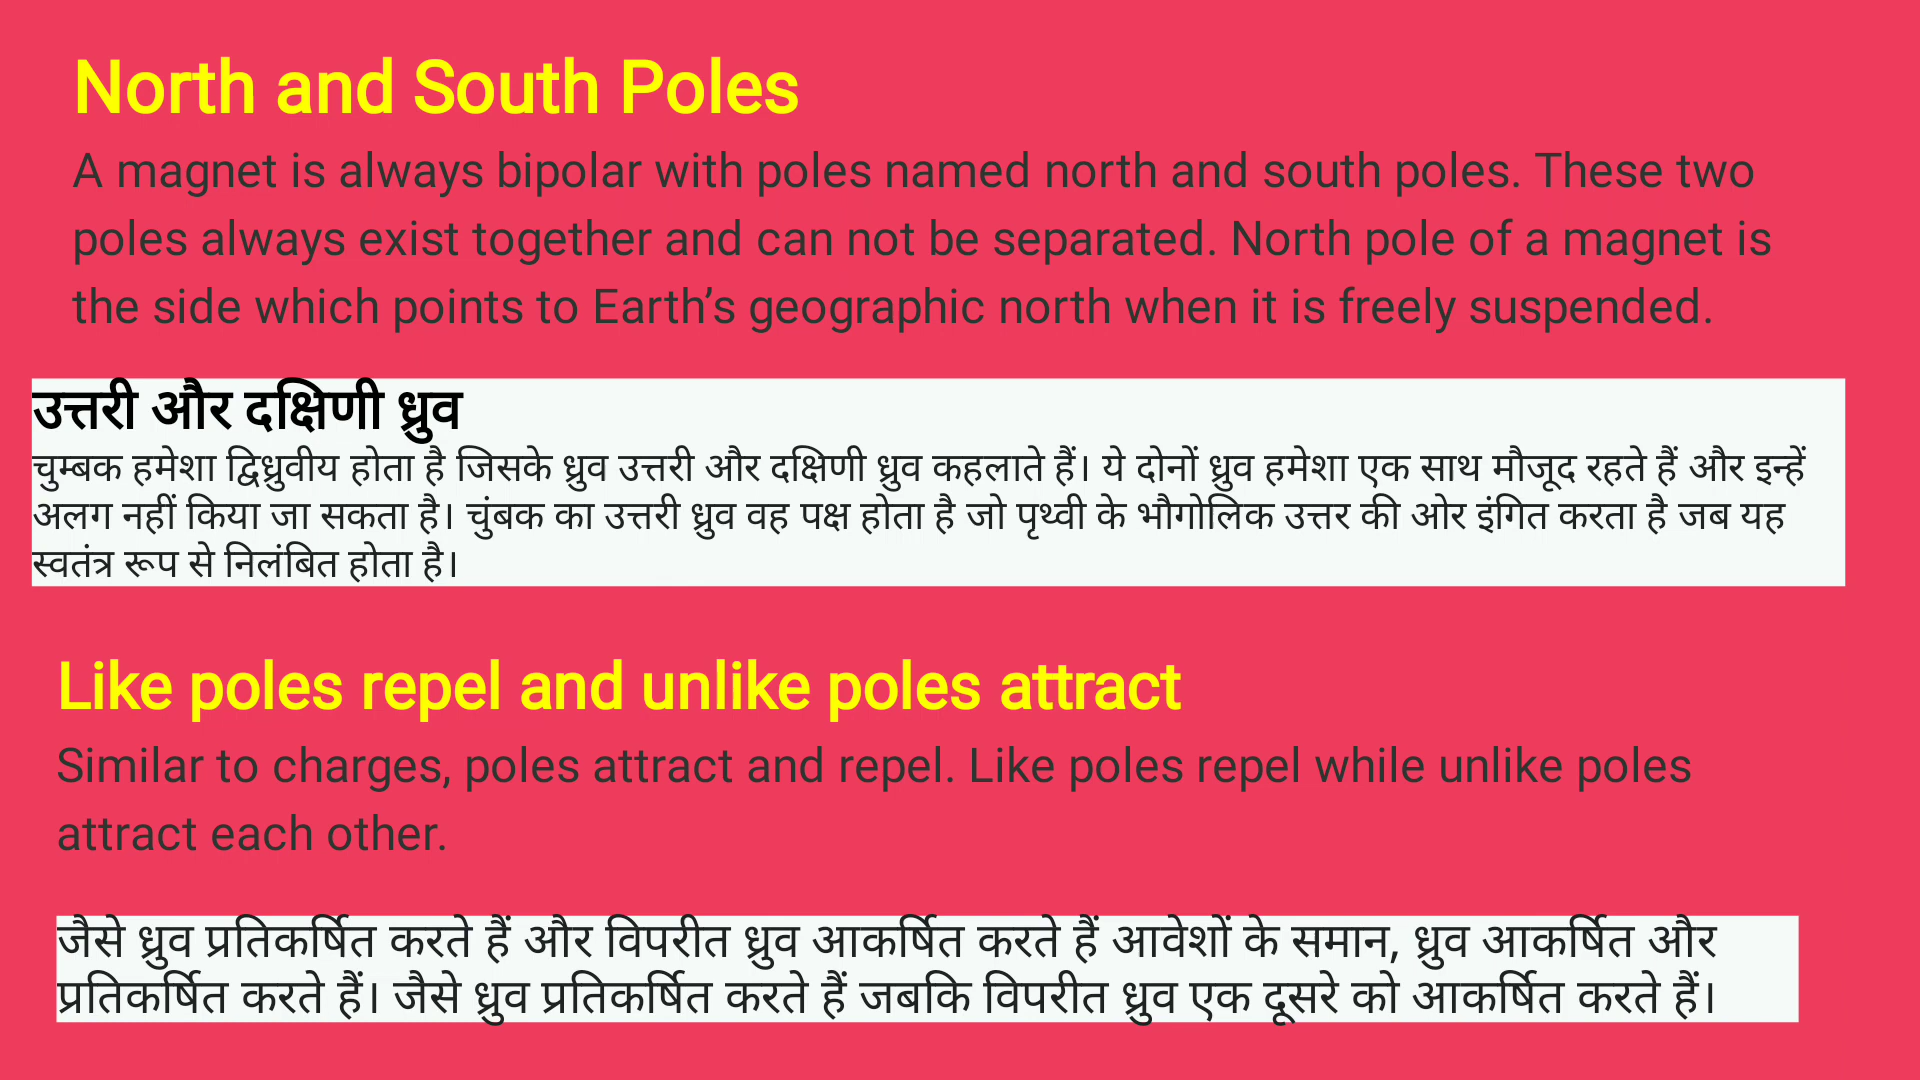 North and South Poles
A magnet is always bipolar with poles named north and south poles. These two
poles always exist together and can not be separated. North pole of a magnet is
the side which points to Earth’s geographic north when it is freely suspended.
उत्तरी और दक्षिणी ध्रुव
चुम्बक हमेशा द्विध्रुवीय होता है जिसके ध्रुव उत्तरी और दक्षिणी ध्रुव कहलाते हैं। ये दोनों ध्रुव हमेशा एक साथ मौजूद रहते हैं और इन्हें
अलग नहीं किया जा सकता है। चुंबक का उत्तरी ध्रुव वह पक्ष होता है जो पृथ्वी के भौगोलिक उत्तर की ओर इंगित करता है जब यह
स्वतंत्र रूप से निलंबित होता है।
Like poles repel and unlike poles attract
Similar to charges, poles attract and repel. Like poles repel while unlike poles
attract each other.
जैसे ध्रुव प्रतिकर्षित करते हैं और विपरीत ध्रुव आकर्षित करते हैं आवेशों के समान, ध्रुव आकर्षित और
प्रतिकर्षित करते हैं। जैसे ध्रुव प्रतिकर्षित करते हैं जबकि विपरीत ध्रुव एक दूसरे को आकर्षित करते हैं।